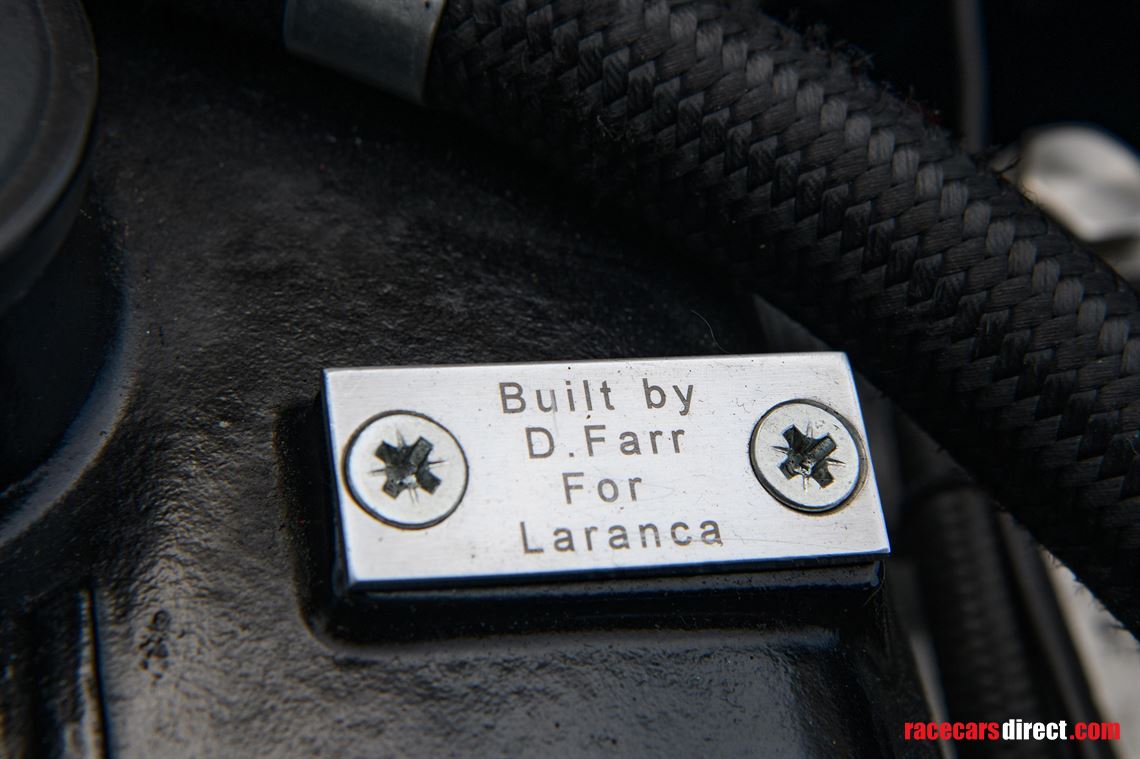 Built by
D.Farr
For
Laranca
racecarsdirect.com